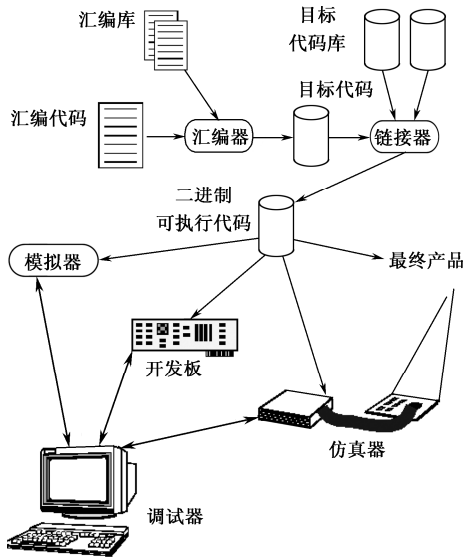 汇编库
目标
代码库
汇编代码
汇编器
目标代码
链接器
二进制
可执行代码
模拟器
最终产品
开发板
仿真器
调试器